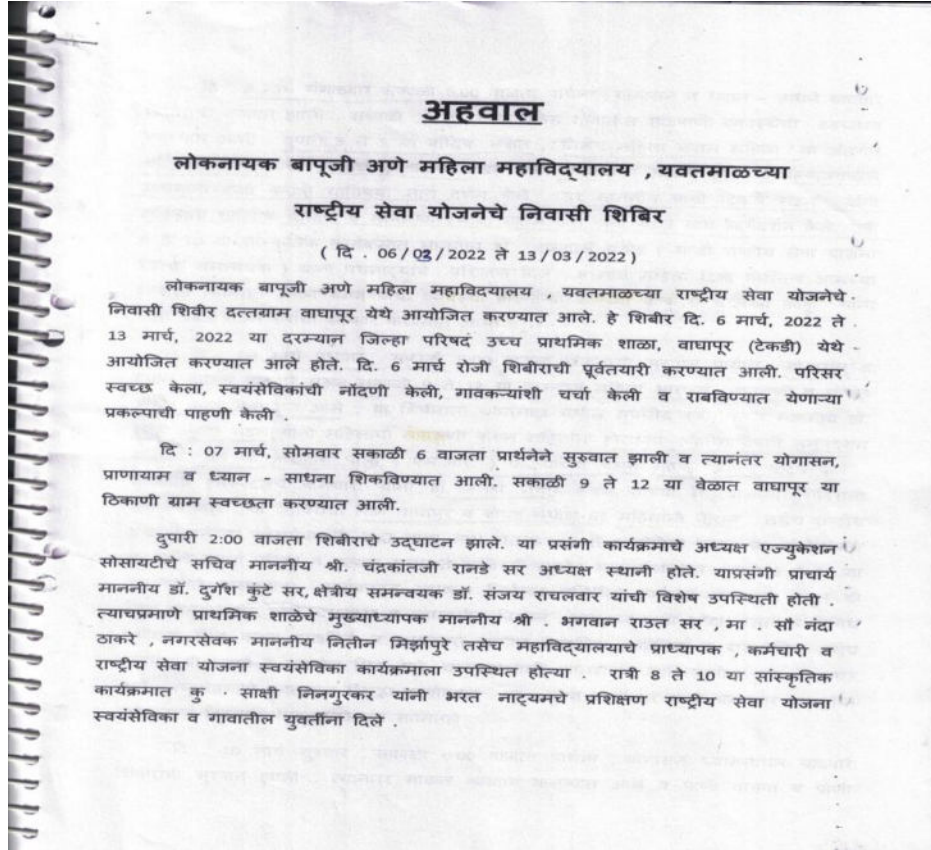 अहवाल
लोकनायक बापूजी अणे महिला महाविद्यालय , यवतमाळच्या
राष्ट्रीय सेवा योजनेचे निवासी शिबिर
( दि . 06 / 03 / 2022 ते 13 / 03 / 2022 )
लोकनायक बापूजी अणे महिला महाविदयालय यवतमाळच्या राष्ट्रीय सेवा योजनेचे
निवासी शिवीर दत्तग्राम वाघापूर येथे आयोजित करण्यात आले. हे शिबीर दि. 6 मार्च, 2022 ते
13 मार्च, 2022 या दरम्यान जिल्हा परिषद उच्च प्राथमिक शाळा, वाघापूर (टेकडी) येथे
आयोजित करण्यात आले होते. दि. 6 मार्च रोजी शिबीराची पूर्वतयारी करण्यात आली. परिसर
स्वच्छ केला, स्वयंसेविकांची नोंदणी केली, गावकऱ्यांशी चर्चा केली व राबविण्यात येणाऱ्या
प्रकल्पाची पाहणी केली .
दि : 07 मार्च, सोमवार सकाळी 6 वाजता प्रार्थनेने सुरुवात झाली व त्यानंतर योगासन,
प्राणायाम व ध्यान – साधना शिकविण्यात आली. सकाळी 9 ते 12 या वेळात वाघापूर या
ठिकाणी ग्राम स्वच्छता करण्यात आली.
दुपारी 2:00 वाजता शिबीराचे उद्घाटन झाले. या प्रसंगी कार्यक्रमाचे अध्यक्ष एज्युकेशन
सोसायटीचे सचिव माननीय श्री. चंद्रकांतजी रानडे सर अध्यक्ष स्थानी होते. याप्रसंगी प्राचार्य
माननीय डॉ. दुर्गेश कुंटे सर, क्षेत्रीय समन्वयक डॉ. संजय राचलवार यांची विशेष उपस्थिती होती .
त्याचप्रमाणे प्राथमिक शाळेचे मुख्याध्यापक माननीय श्री . भगवान राउत सर , मा . सौ नंदा
ठाकरे , नगरसेवक माननीय नितीन मिर्झापुरे तसेच महाविद्यालयाचे प्राध्यापक , कर्मचारी व
राष्ट्रीय सेवा योजना स्वयंसेविका कार्यक्रमाला उपस्थित होत्या . रात्री 8 ते 10 या सांस्कृतिक
कार्यक्रमात कु . साक्षी निनगुरकर यांनी भरत नाट्यमचे प्रशिक्षण राष्ट्रीय सेवा योजना
स्वयंसेविका व गावातील युवतींना दिले .